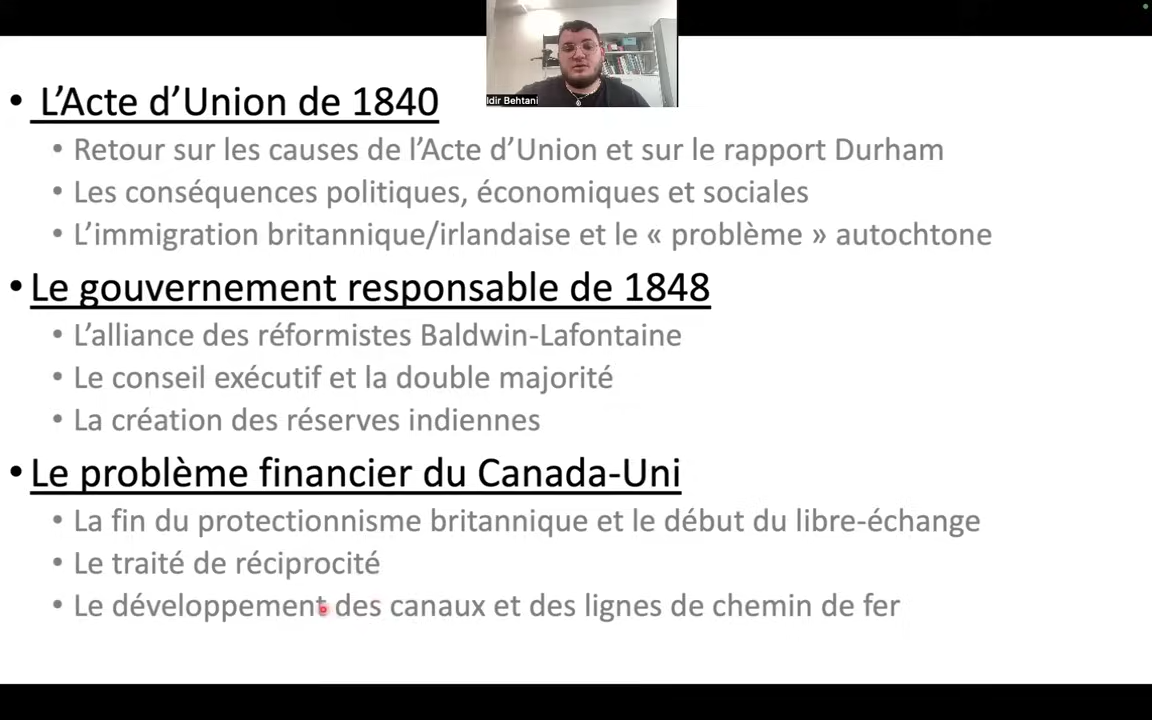 Idir Behtani
• L’Acte d’Union de 1840
• Retour sur les causes de l’Acte d’Union et sur le rapport Durham
• Les conséquences politiques, économiques et sociales
• L’immigration britannique/irlandaise et le « problème » autochtone
• Le gouvernement responsable de 1848
• L’alliance des réformistes Baldwin-Lafontaine
• Le conseil exécutif et la double majorité
• La création des réserves indiennes
• Le problème financier du Canada-Uni
• La fin du protectionnisme britannique et le début du libre-échange
• Le traité de réciprocité
• Le développement des canaux et des lignes de chemin de fer